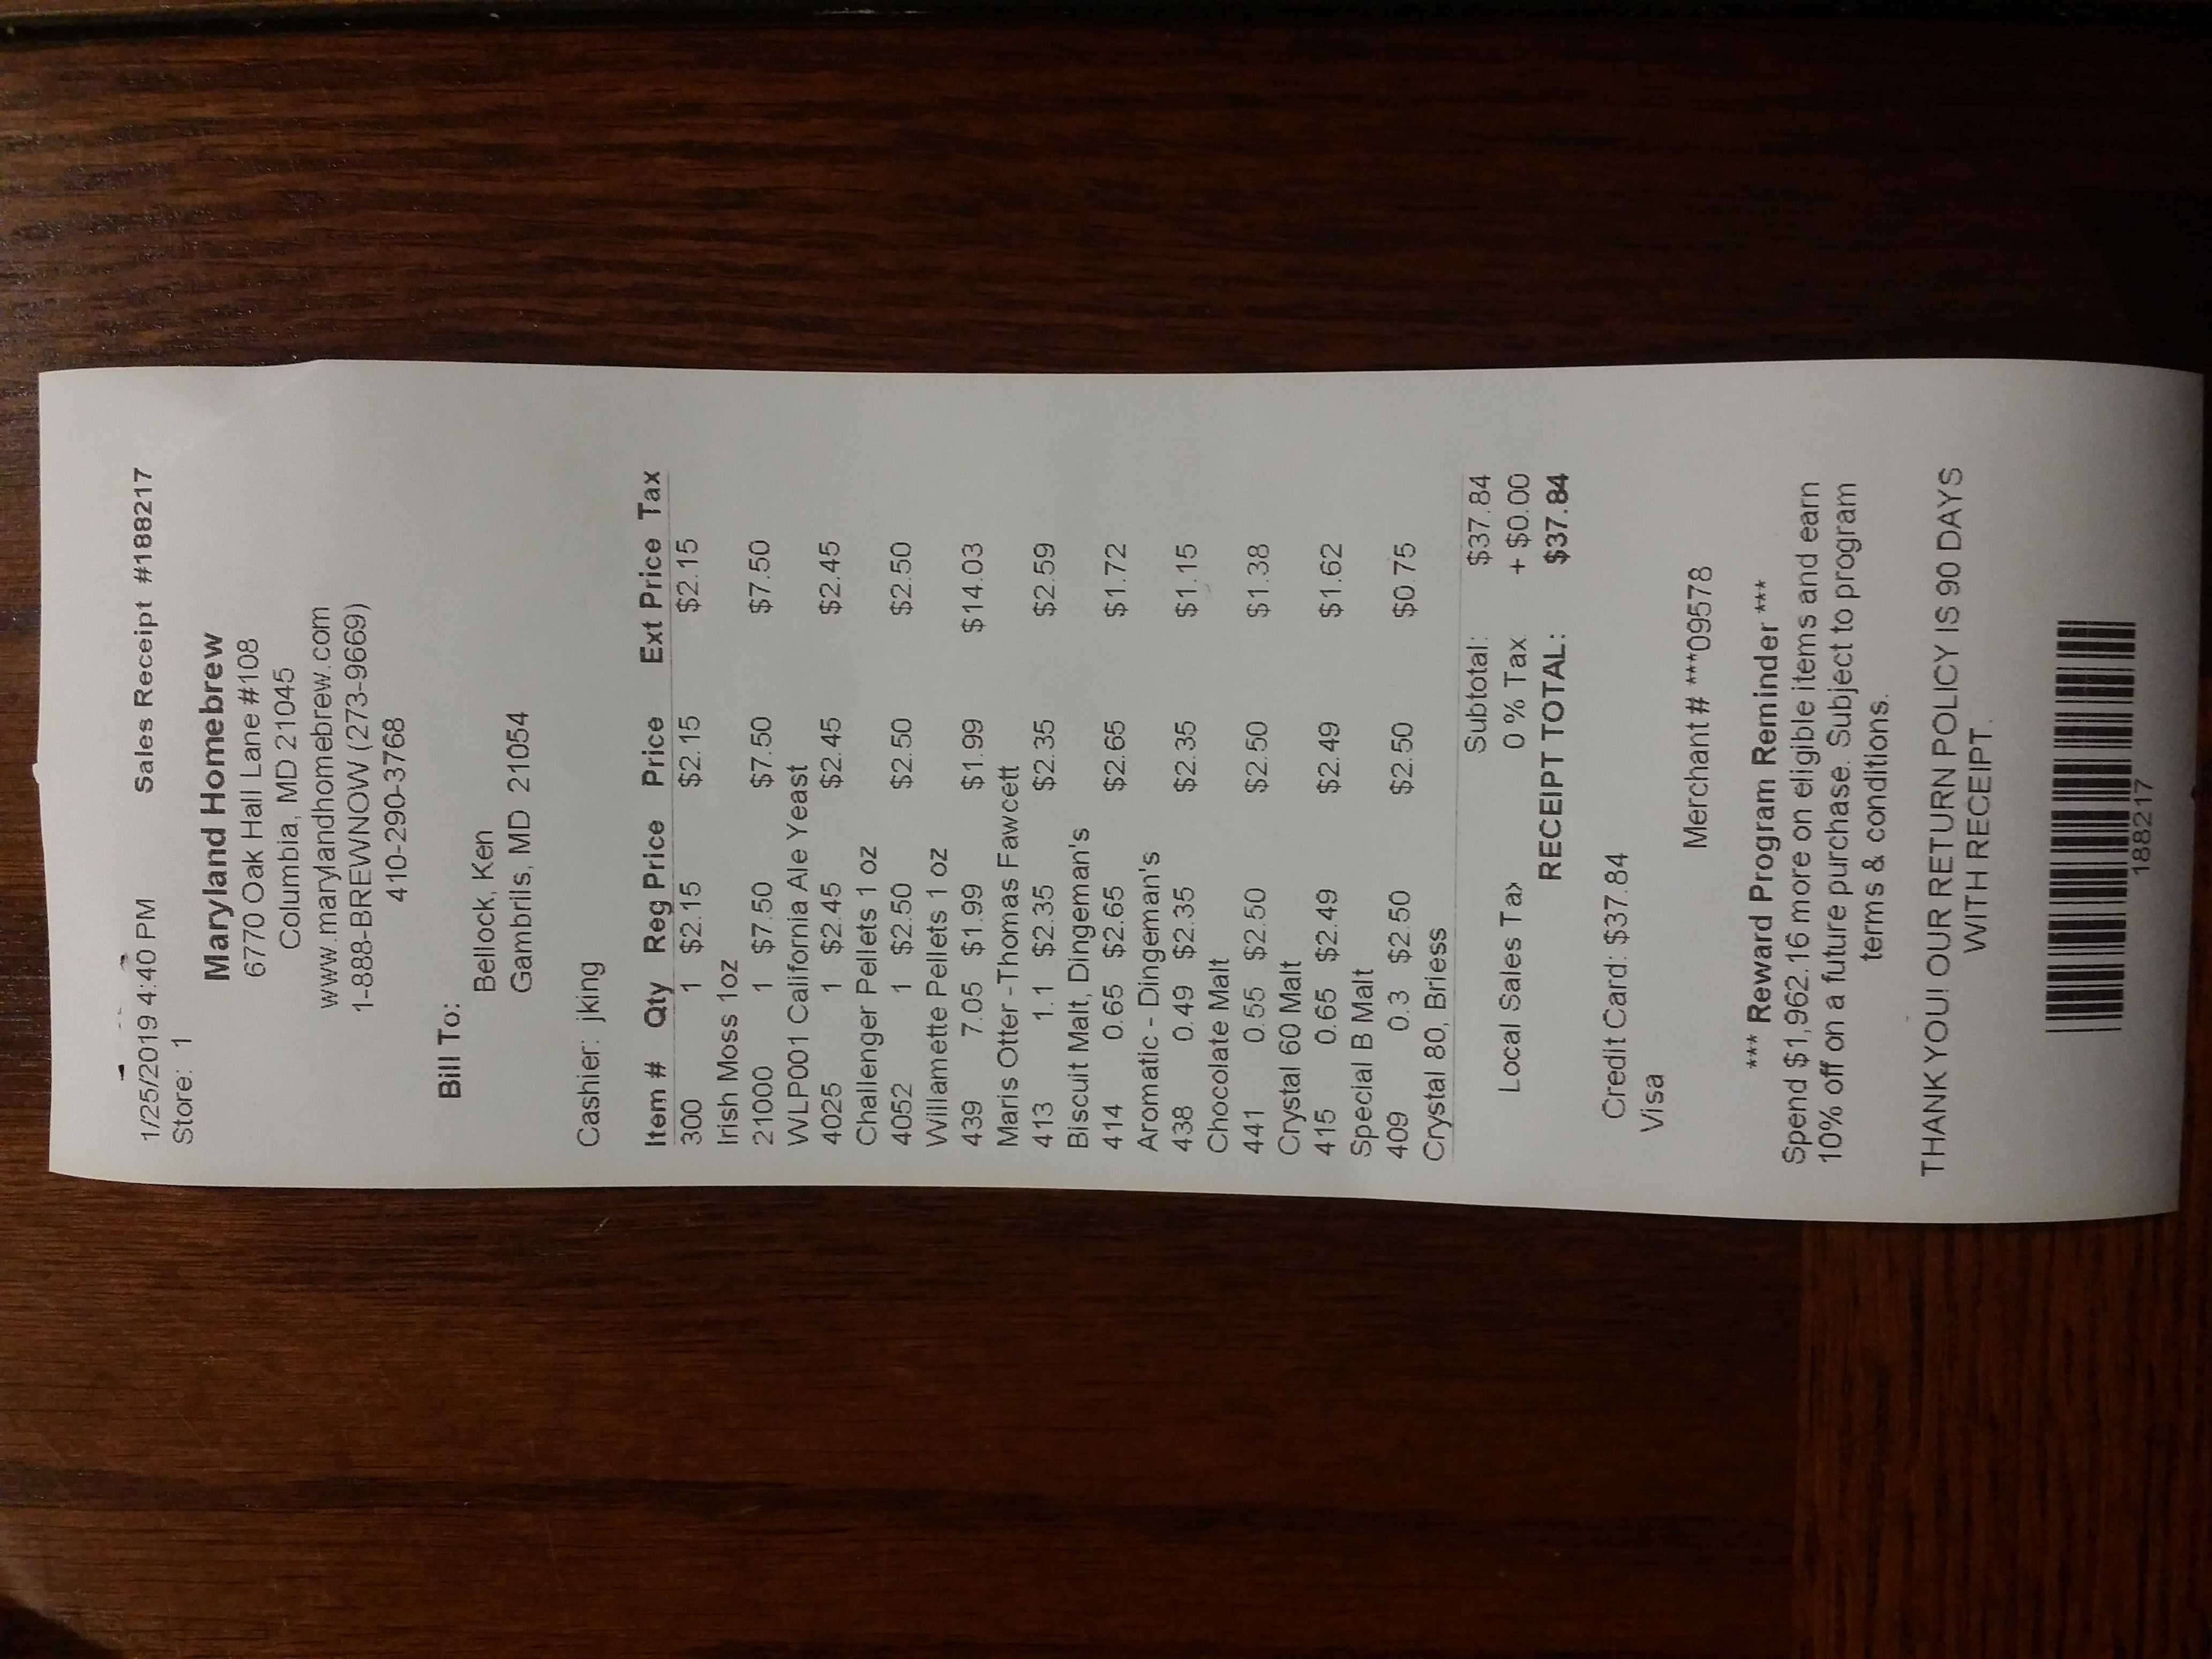 1/25/2019 4:40 PM Sales Receipt #188217
Store: 1
Maryland Homebrew
6770 Oak Hall Lane #108
Columbia, MD 21045
www.marylandhomebrew.com
1-888-BREWNOW (273-9669)
410-290-3768
Bill To:
Bellock, Ken
Gambrils, MD 21054
Cashier: jking
Item # Qty Reg Price Price Ext Price Tax
300 1 $2.15 $2.15 $2.15
Irish Moss 1oz
21000 1 $7.50 $7.50 $7.50
WLP001 California Ale Yeast
4025 1 $2.45 $2.45 $2.45
Challenger Pellets 1 oz
4052 1 $2.50 $2.50 $2.50
Willamette Pellets 1 oz
439 7.05 $1.99 $1.99 $14.03
Maris Otter -Thomas Fawcett
413 1.1 $2.35 $2.35 $2.59
Biscuit Malt, Dingeman's
414 0.65 $2.65 $2.65 $1.72
Aromatic - Dingeman's
438 0.49 $2.35 $2.35 $1.15
Chocolate Malt
441 0.55 $2.50 $2.50 $1.38
Crystal 60 Malt
415 0.65 $2.49 $2.49 $1.62
Special B Malt
409 0.3 $2.50 $2.50 $0.75
Crystal 80, Briess
Subtotal: $37.84
Local Sales Tax 0 % Tax + $0.00
RECEIPT TOTAL: $37.84
Credit Card: $37.84
Visa
Merchant # ***09578
*** Reward Program Reminder ***
Spend $1,962.16 more on eligible items and earn
10% off on a future purchase. Subject to program
terms & conditions.
THANK YOU! OUR RETURN POLICY IS 90 DAYS
WITH RECEIPT.
188217